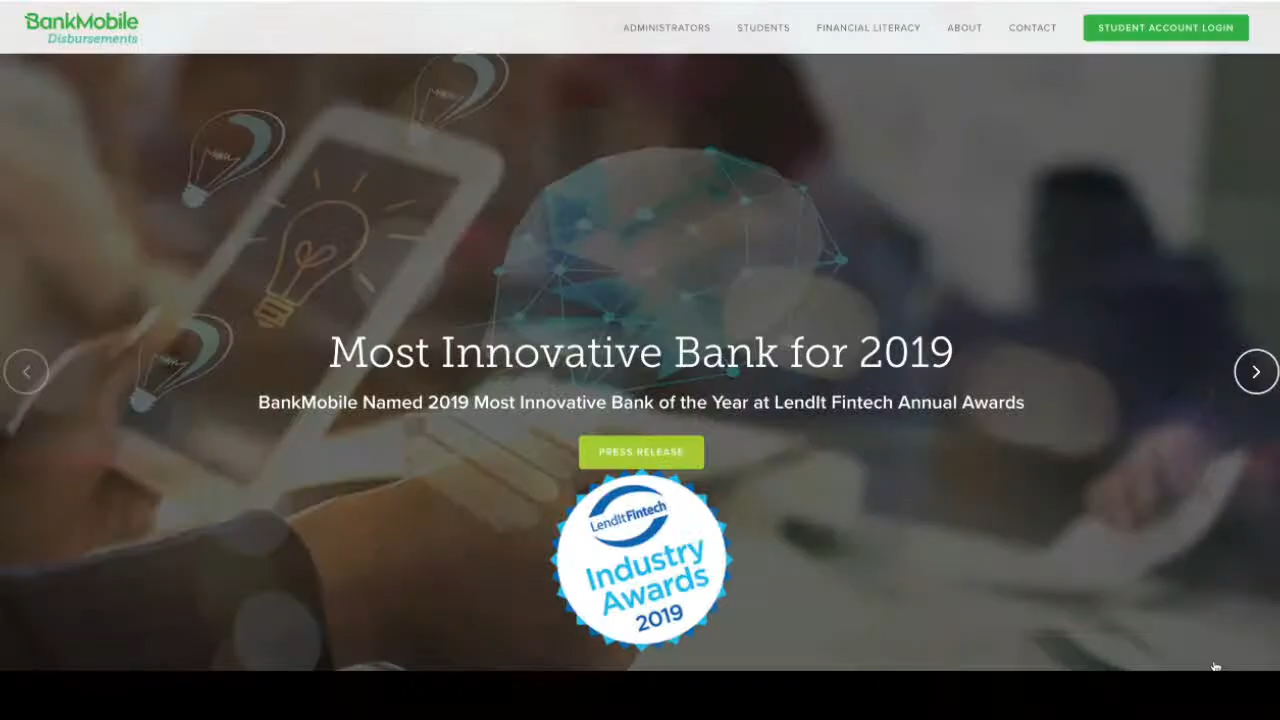 BankMobile
Disbursements
ADMINISTRATORS
STUDENTS
FINANCIAL LITERACY
ABOUT
CONTACT
STUDENT ACCOUNT LOGIN
Most Innovative Bank for 2019
BankMobile Named 2019 Most Innovative Bank of the Year at LendIt Fintech Annual Awards
PRESS RELEASE
LendIt Fintech
Industry
Awards
2019